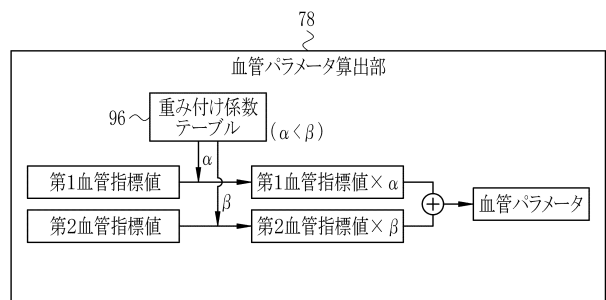 78
血管パラメータ算出部
96
重み付け係数
テーブル
(α<β)
α
第1血管指標値
第1血管指標値×α
β
血管パラメータ
第2血管指標値
第2血管指標値×β